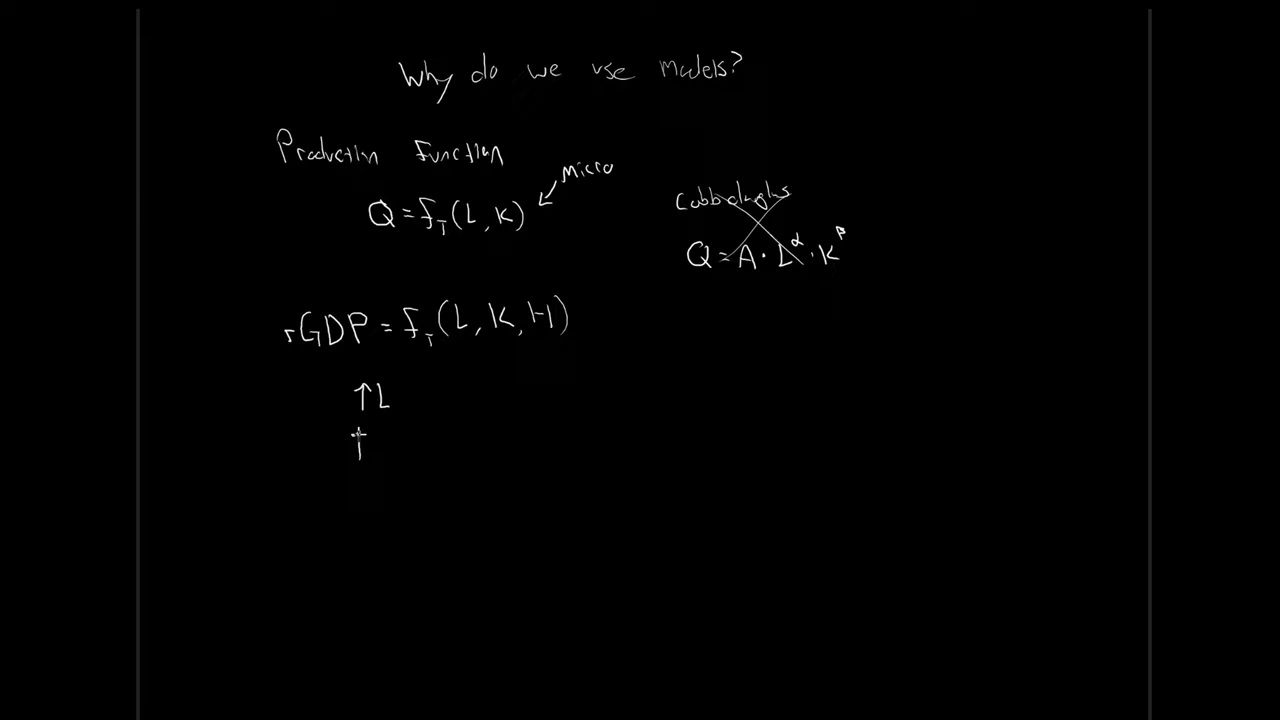 Why do we use models?
Production Function
Q = f_T(L, K) ← Micro
Cobb douglas
Q = A · L^α · K^β
rGDP = f_T(L, K, H)
↑L
↑